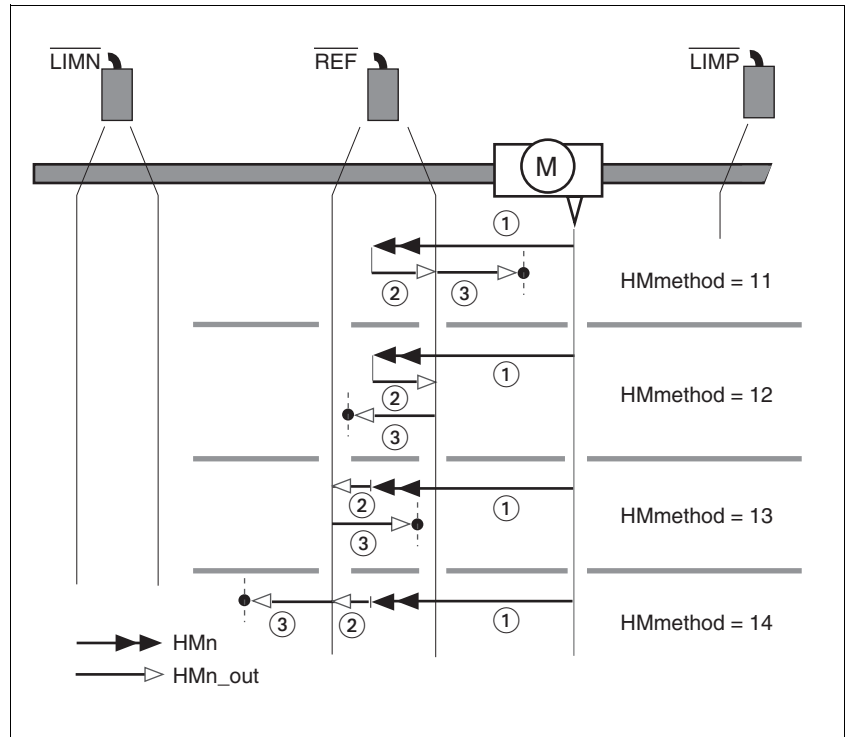 LIMN REF LIMP
M
①
② ③
HMmethod = 11
①
②
③
HMmethod = 12
②
①
③
HMmethod = 13
③ ② ①
HMmethod = 14
HMn
HMn_out